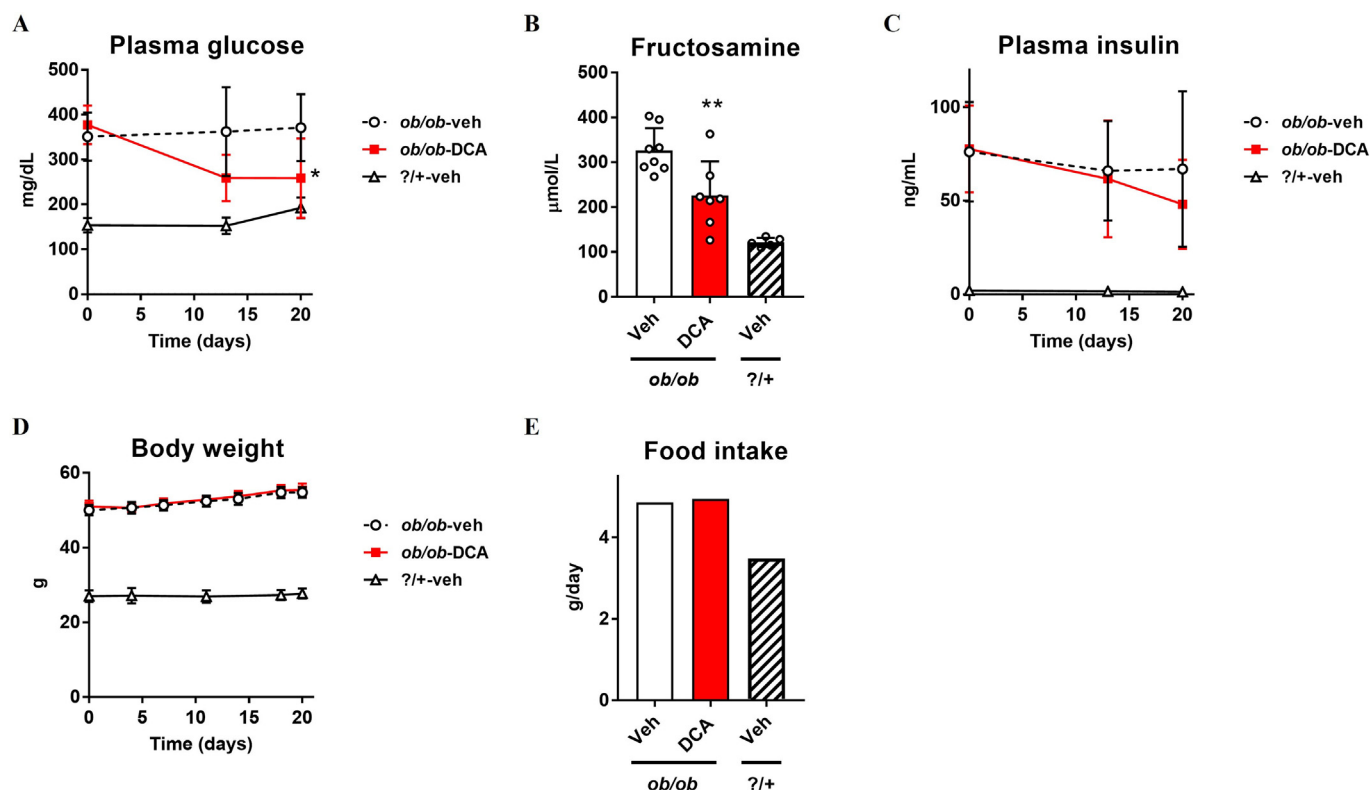 A
Plasma glucose
500
400
300
200
100
0
mg/dL
0 5 10 15 20
Time (days)
*
ob/ob-veh
ob/ob-DCA
?/+-veh
B
Fructosamine
500
400
300
200
100
0
µmol/L
**
Veh DCA Veh
ob/ob ?/+
C
Plasma insulin
100
50
0
ng/mL
0 5 10 15 20
Time (days)
ob/ob-veh
ob/ob-DCA
?/+-veh
D
Body weight
60
40
20
0
g
0 5 10 15 20
Time (days)
ob/ob-veh
ob/ob-DCA
?/+-veh
E
Food intake
4
2
0
g/day
Veh DCA Veh
ob/ob ?/+